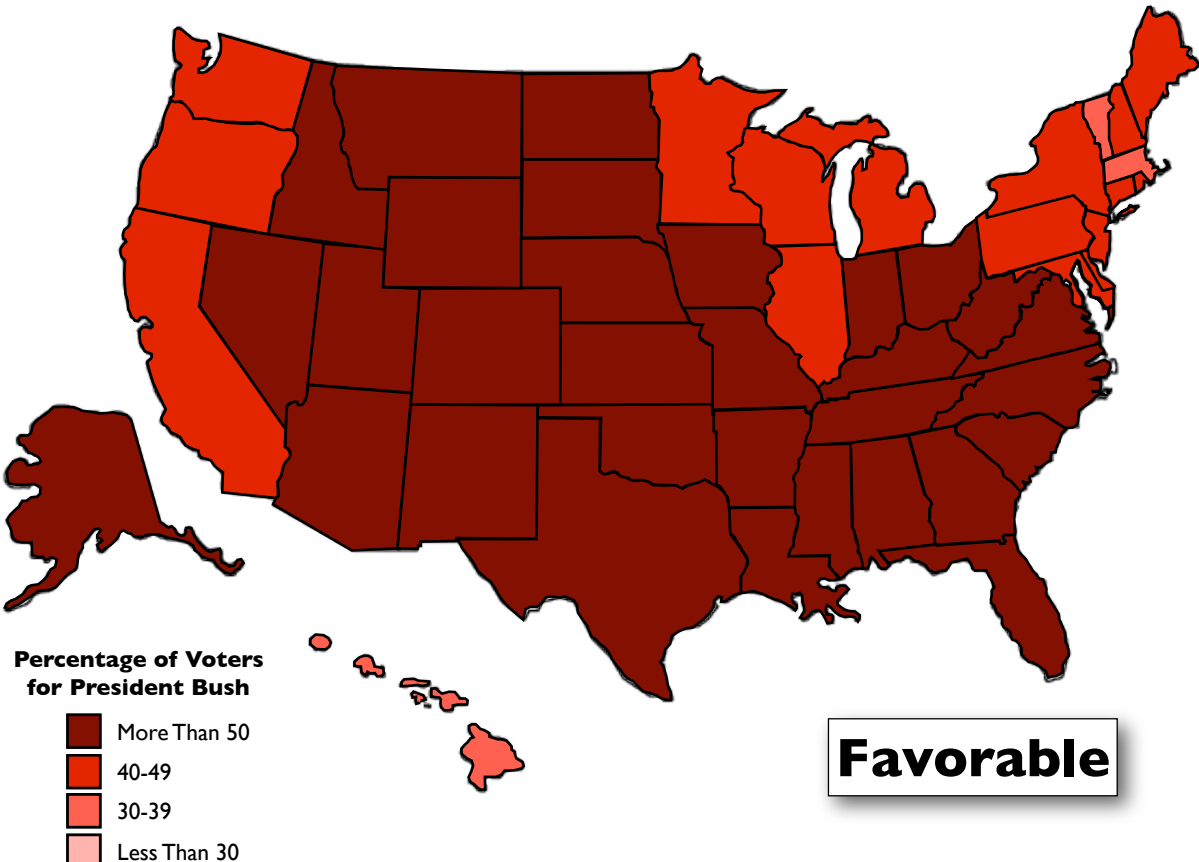 Percentage of Voters
for President Bush
More Than 50
40-49
30-39
Less Than 30
Favorable